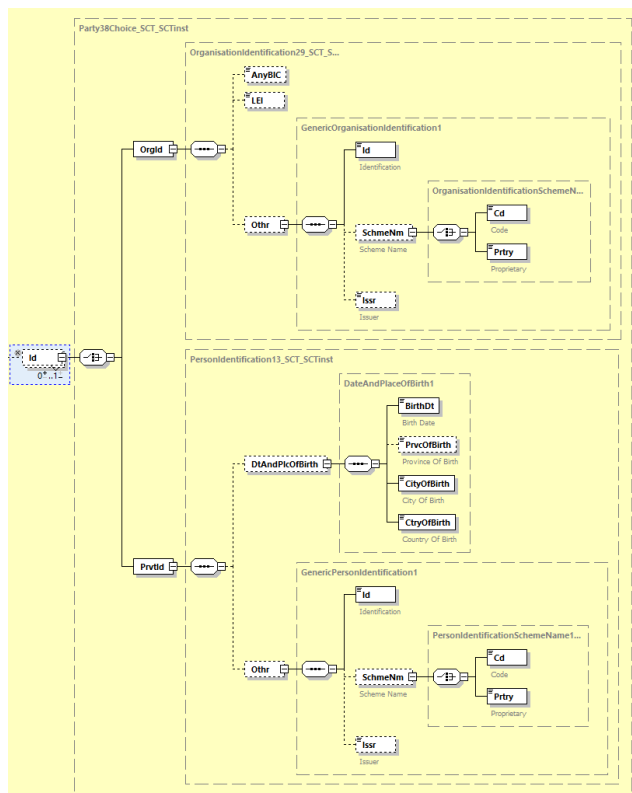 Party38Choice_SCT_SCTinst
OrganisationIdentification29_SCT_S...
AnyBIC
LEI
GenericOrganisationIdentification1
OrgId
Id
Identification
OrganisationIdentificationSchemeN...
Cd
Code
Othr
SchmeNm
Scheme Name
Prtry
Proprietary
Issr
Issuer
Id
0..1
PersonIdentification13_SCT_SCTinst
DateAndPlaceOfBirth1
BirthDt
Birth Date
PrvcOfBirth
Province Of Birth
DtAndPlcOfBirth
CityOfBirth
City Of Birth
CtryOfBirth
Country Of Birth
PrvtId
GenericPersonIdentification1
Id
Identification
PersonIdentificationSchemeName1...
Cd
Code
Othr
SchmeNm
Scheme Name
Prtry
Proprietary
Issr
Issuer